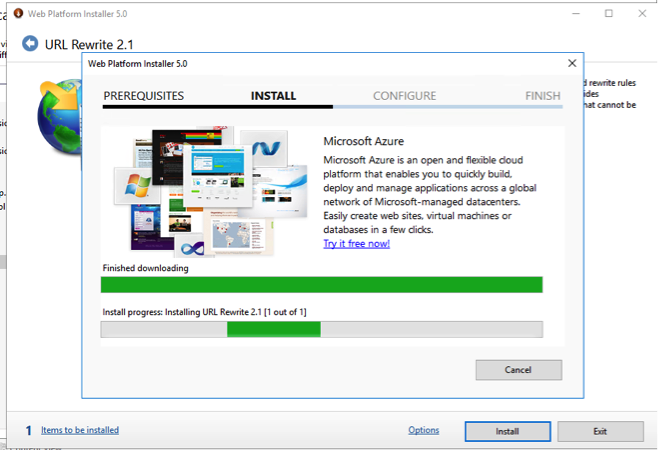 Web Platform Installer 5.0
URL Rewrite 2.1
Web Platform Installer 5.0
rewrite rules
that cannot be
PREREQUISITES
INSTALL
CONFIGURE
FINISH
Microsoft Azure
Microsoft Azure is an open and flexible cloud
platform that enables you to quickly build,
deploy and manage applications across a global
network of Microsoft-managed datacenters.
Easily create web sites, virtual machines or
databases in a few clicks.
Try it free now!
Finished downloading
Install progress: Installing URL Rewrite 2.1 [1 out of 1]
Cancel
1 Items to be installed
Options
Install
Exit